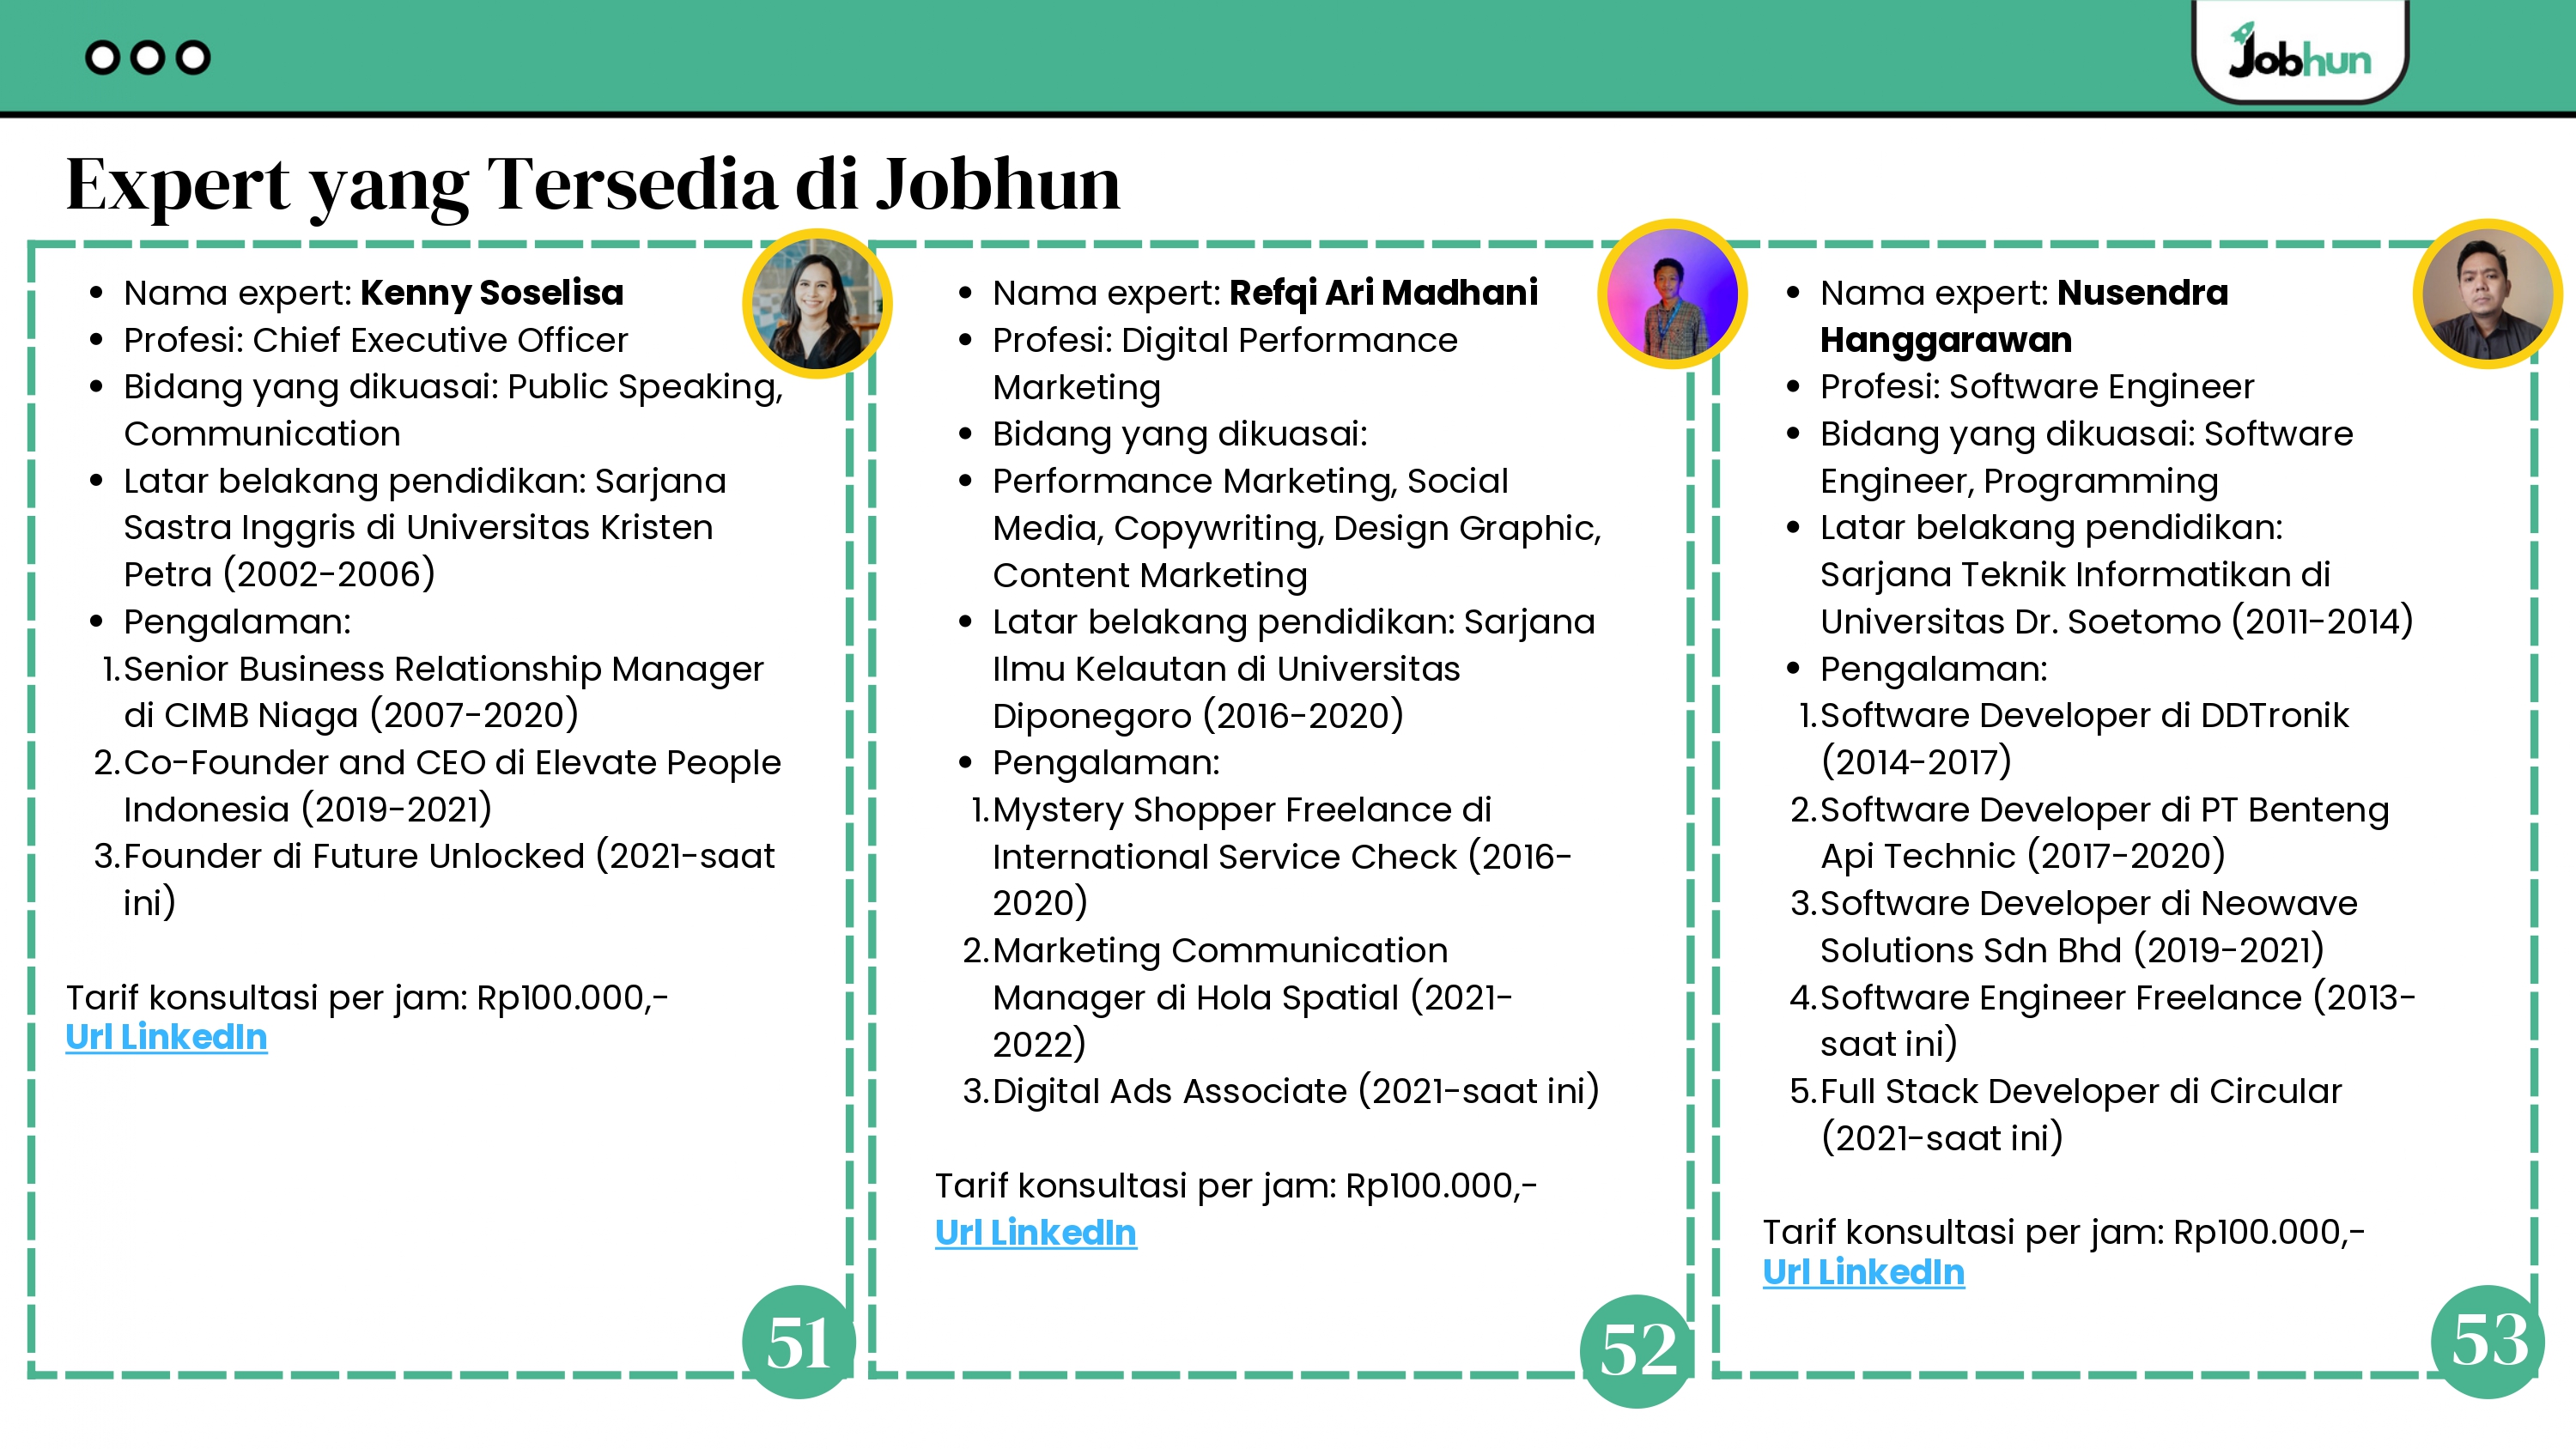 Jobhun
Expert yang Tersedia di Jobhun
• Nama expert: Kenny Soselisa
• Profesi: Chief Executive Officer
• Bidang yang dikuasai: Public Speaking,
Communication
• Latar belakang pendidikan: Sarjana
Sastra Inggris di Universitas Kristen
Petra (2002-2006)
• Pengalaman:
1.Senior Business Relationship Manager
di CIMB Niaga (2007-2020)
2.Co-Founder and CEO di Elevate People
Indonesia (2019-2021)
3.Founder di Future Unlocked (2021-saat
ini)
Tarif konsultasi per jam: Rp100.000,-
Url LinkedIn
51
• Nama expert: Refqi Ari Madhani
• Profesi: Digital Performance
Marketing
• Bidang yang dikuasai:
• Performance Marketing, Social
Media, Copywriting, Design Graphic,
Content Marketing
• Latar belakang pendidikan: Sarjana
Ilmu Kelautan di Universitas
Diponegoro (2016-2020)
• Pengalaman:
1.Mystery Shopper Freelance di
International Service Check (2016-
2020)
2.Marketing Communication
Manager di Hola Spatial (2021-
2022)
3.Digital Ads Associate (2021-saat ini)
Tarif konsultasi per jam: Rp100.000,-
Url LinkedIn
52
• Nama expert: Nusendra
Hanggarawan
• Profesi: Software Engineer
• Bidang yang dikuasai: Software
Engineer, Programming
• Latar belakang pendidikan:
Sarjana Teknik Informatikan di
Universitas Dr. Soetomo (2011-2014)
• Pengalaman:
1.Software Developer di DDTronik
(2014-2017)
2.Software Developer di PT Benteng
Api Technic (2017-2020)
3.Software Developer di Neowave
Solutions Sdn Bhd (2019-2021)
4.Software Engineer Freelance (2013-
saat ini)
5.Full Stack Developer di Circular
(2021-saat ini)
Tarif konsultasi per jam: Rp100.000,-
Url LinkedIn
53